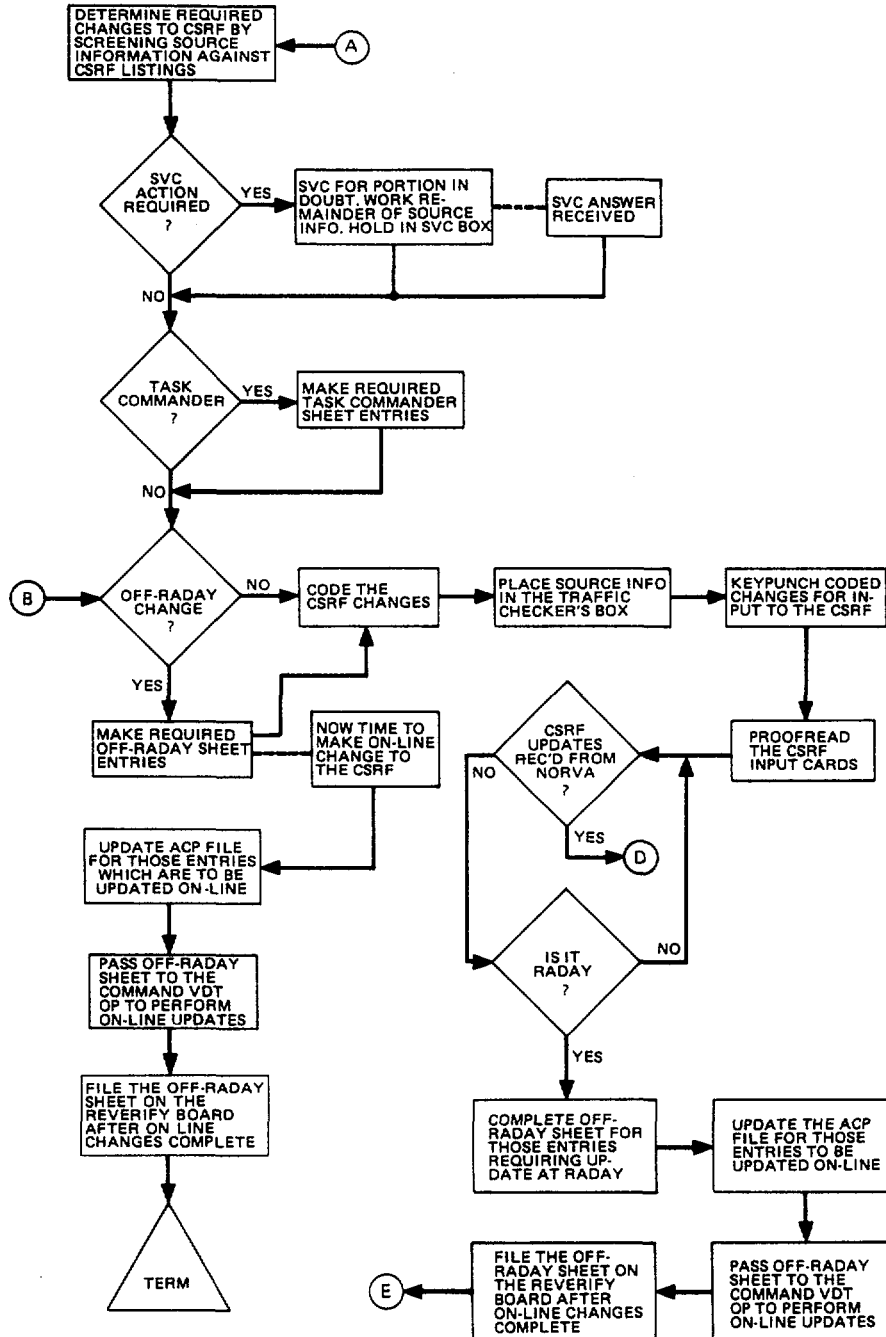 DETERMINE REQUIRED
CHANGES TO CSRF BY
SCREENING SOURCE
INFORMATION AGAINST
CSRF LISTINGS
A
SVC
ACTION
REQUIRED
?
YES
SVC FOR PORTION IN
DOUBT. WORK RE-
MAINDER OF SOURCE
INFO. HOLD IN SVC BOX
SVC ANSWER
RECEIVED
NO
TASK
COMMANDER
?
YES
MAKE REQUIRED
TASK COMMANDER
SHEET ENTRIES
NO
B
OFF-RADAY
CHANGE
?
NO
CODE THE
CSRF CHANGES
PLACE SOURCE INFO
IN THE TRAFFIC
CHECKER'S BOX
KEYPUNCH CODED
CHANGES FOR IN-
PUT TO THE CSRF
YES
MAKE REQUIRED
OFF-RADAY SHEET
ENTRIES
NOW TIME TO
MAKE ON-LINE
CHANGE TO
THE CSRF
CSRF
UPDATES
REC'D FROM
NORVA
?
NO
YES
D
PROOFREAD
THE CSRF
INPUT CARDS
UPDATE ACP FILE
FOR THOSE ENTRIES
WHICH ARE TO BE
UPDATED ON-LINE
IS IT
RADAY
?
NO
YES
PASS OFF-RADAY
SHEET TO THE
COMMAND VDT
OP TO PERFORM
ON-LINE UPDATES
FILE THE OFF-RADAY
SHEET ON THE
REVERIFY BOARD
AFTER ON LINE
CHANGES COMPLETE
TERM
COMPLETE OFF-
RADAY SHEET FOR
THOSE ENTRIES
REQUIRING UP-
DATE AT RADAY
UPDATE THE ACP
FILE FOR THOSE
ENTRIES TO BE
UPDATED ON-LINE
E
FILE THE OFF-
RADAY SHEET ON
THE REVERIFY
BOARD AFTER
ON-LINE CHANGES
COMPLETE
PASS OFF-RADAY
SHEET TO THE
COMMAND VDT
OP TO PERFORM
ON-LINE UPDATES